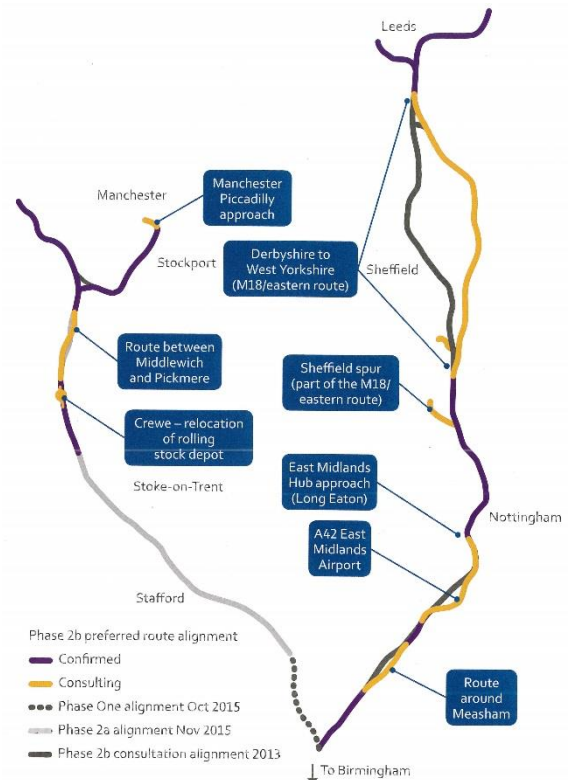 Leeds
Manchester
Manchester
Piccadilly
approach
Stockport
Derbyshire to
West Yorkshire
(M18/eastern route)
Sheffield
Route between
Middlewich
and Pickmere
Sheffield spur
(part of the M18/
eastern route)
Crewe – relocation
of rolling
stock depot
Stoke-on-Trent
East Midlands
Hub approach
(Long Eaton)
Nottingham
A42 East
Midlands
Airport
Stafford
Phase 2b preferred route alignment
Confirmed
Consulting
Phase One alignment Oct 2015
Phase 2a alignment Nov 2015
Phase 2b consultation alignment 2013
Route
around
Measham
To Birmingham